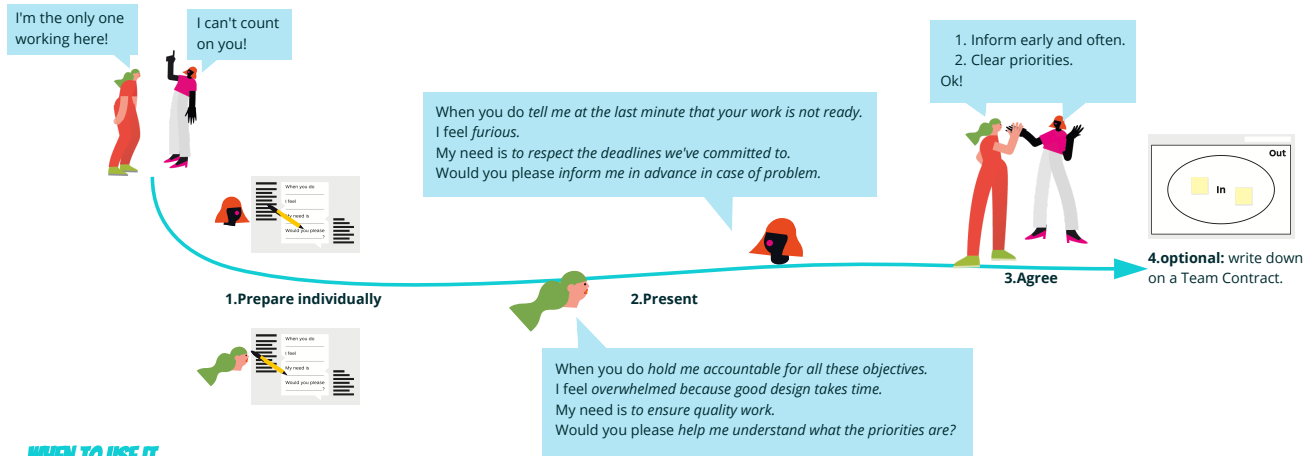 I'm the only one
working here!
I can't count
on you!
1. Inform early and often.
2. Clear priorities.
Ok!
When you do tell me at the last minute that your work is not ready.
I feel furious.
My need is to respect the deadlines we've committed to.
Would you please inform me in advance in case of problem.
Out
In
When you do
I feel
My need is
Would you please
?
4.optional: write down
on a Team Contract.
3.Agree
1.Prepare individually
2.Present
When you do
I feel
My need is
Would you please
?
When you do hold me accountable for all these objectives.
I feel overwhelmed because good design takes time.
My need is to ensure quality work.
Would you please help me understand what the priorities are?
WHEN TO USE IT